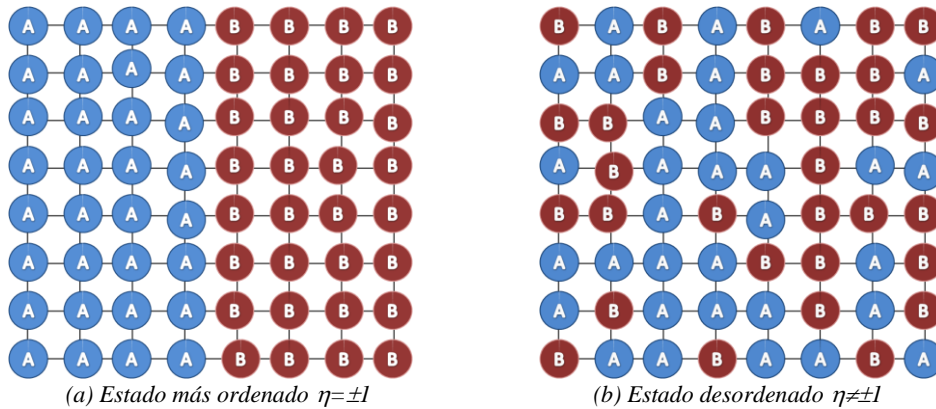 A A A A B B B B B A B A B A B B
A A A A B B B B A A B A B B B A
A A A A B B B B B B A A B B B B
A A A A B B B B A B A A A B A A
A A A A B B B B B B A B A B B B
A A A A B B B B A A A A B B A B
A A A A B B B B A B A A A B A B
A A A A B B B B B A A B A A B A
(a) Estado más ordenado η=±1 (b) Estado desordenado η≠±1